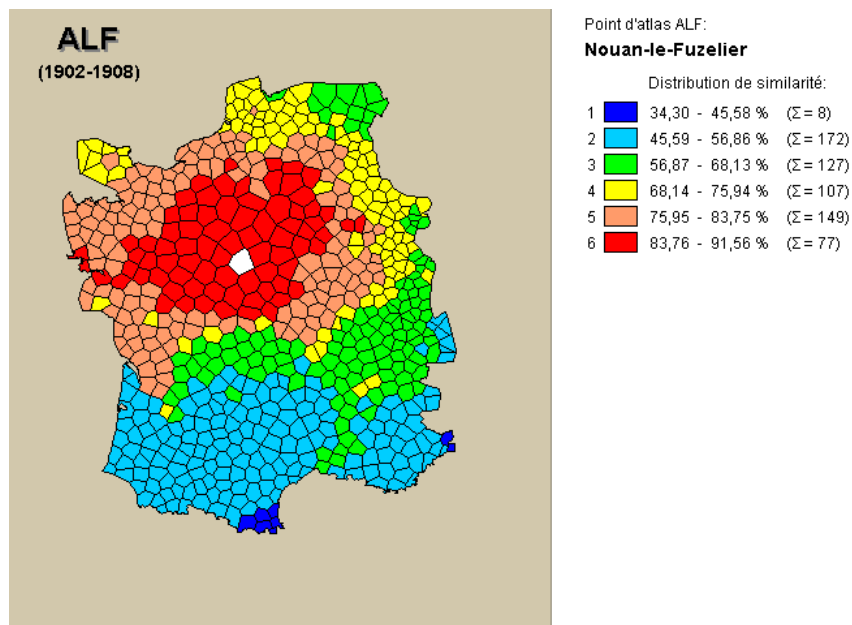 ALF
(1902-1908)
Point d'atlas ALF:
Nouan-le-Fuzelier
Distribution de similarité:
1 34,30 - 45,58 % (Σ = 8)
2 45,59 - 56,86 % (Σ = 172)
3 56,87 - 68,13 % (Σ = 127)
4 68,14 - 75,94 % (Σ = 107)
5 75,95 - 83,75 % (Σ = 149)
6 83,76 - 91,56 % (Σ = 77)